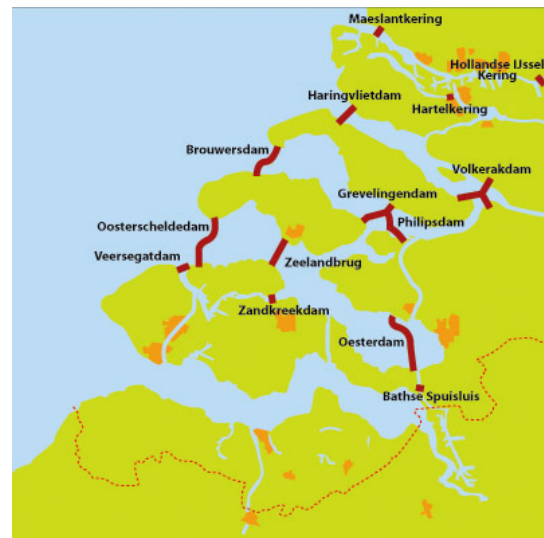 Maeslantkering
Hollandse IJssel
Kering
Haringvlietdam
Hartelkering
Brouwersdam
Volkerakdam
Grevelingendam
Philipsdam
Oosterscheldedam
Veersegatdam
Zeelandbrug
Zandkreekdam
Oesterdam
Bathse Spuisluis